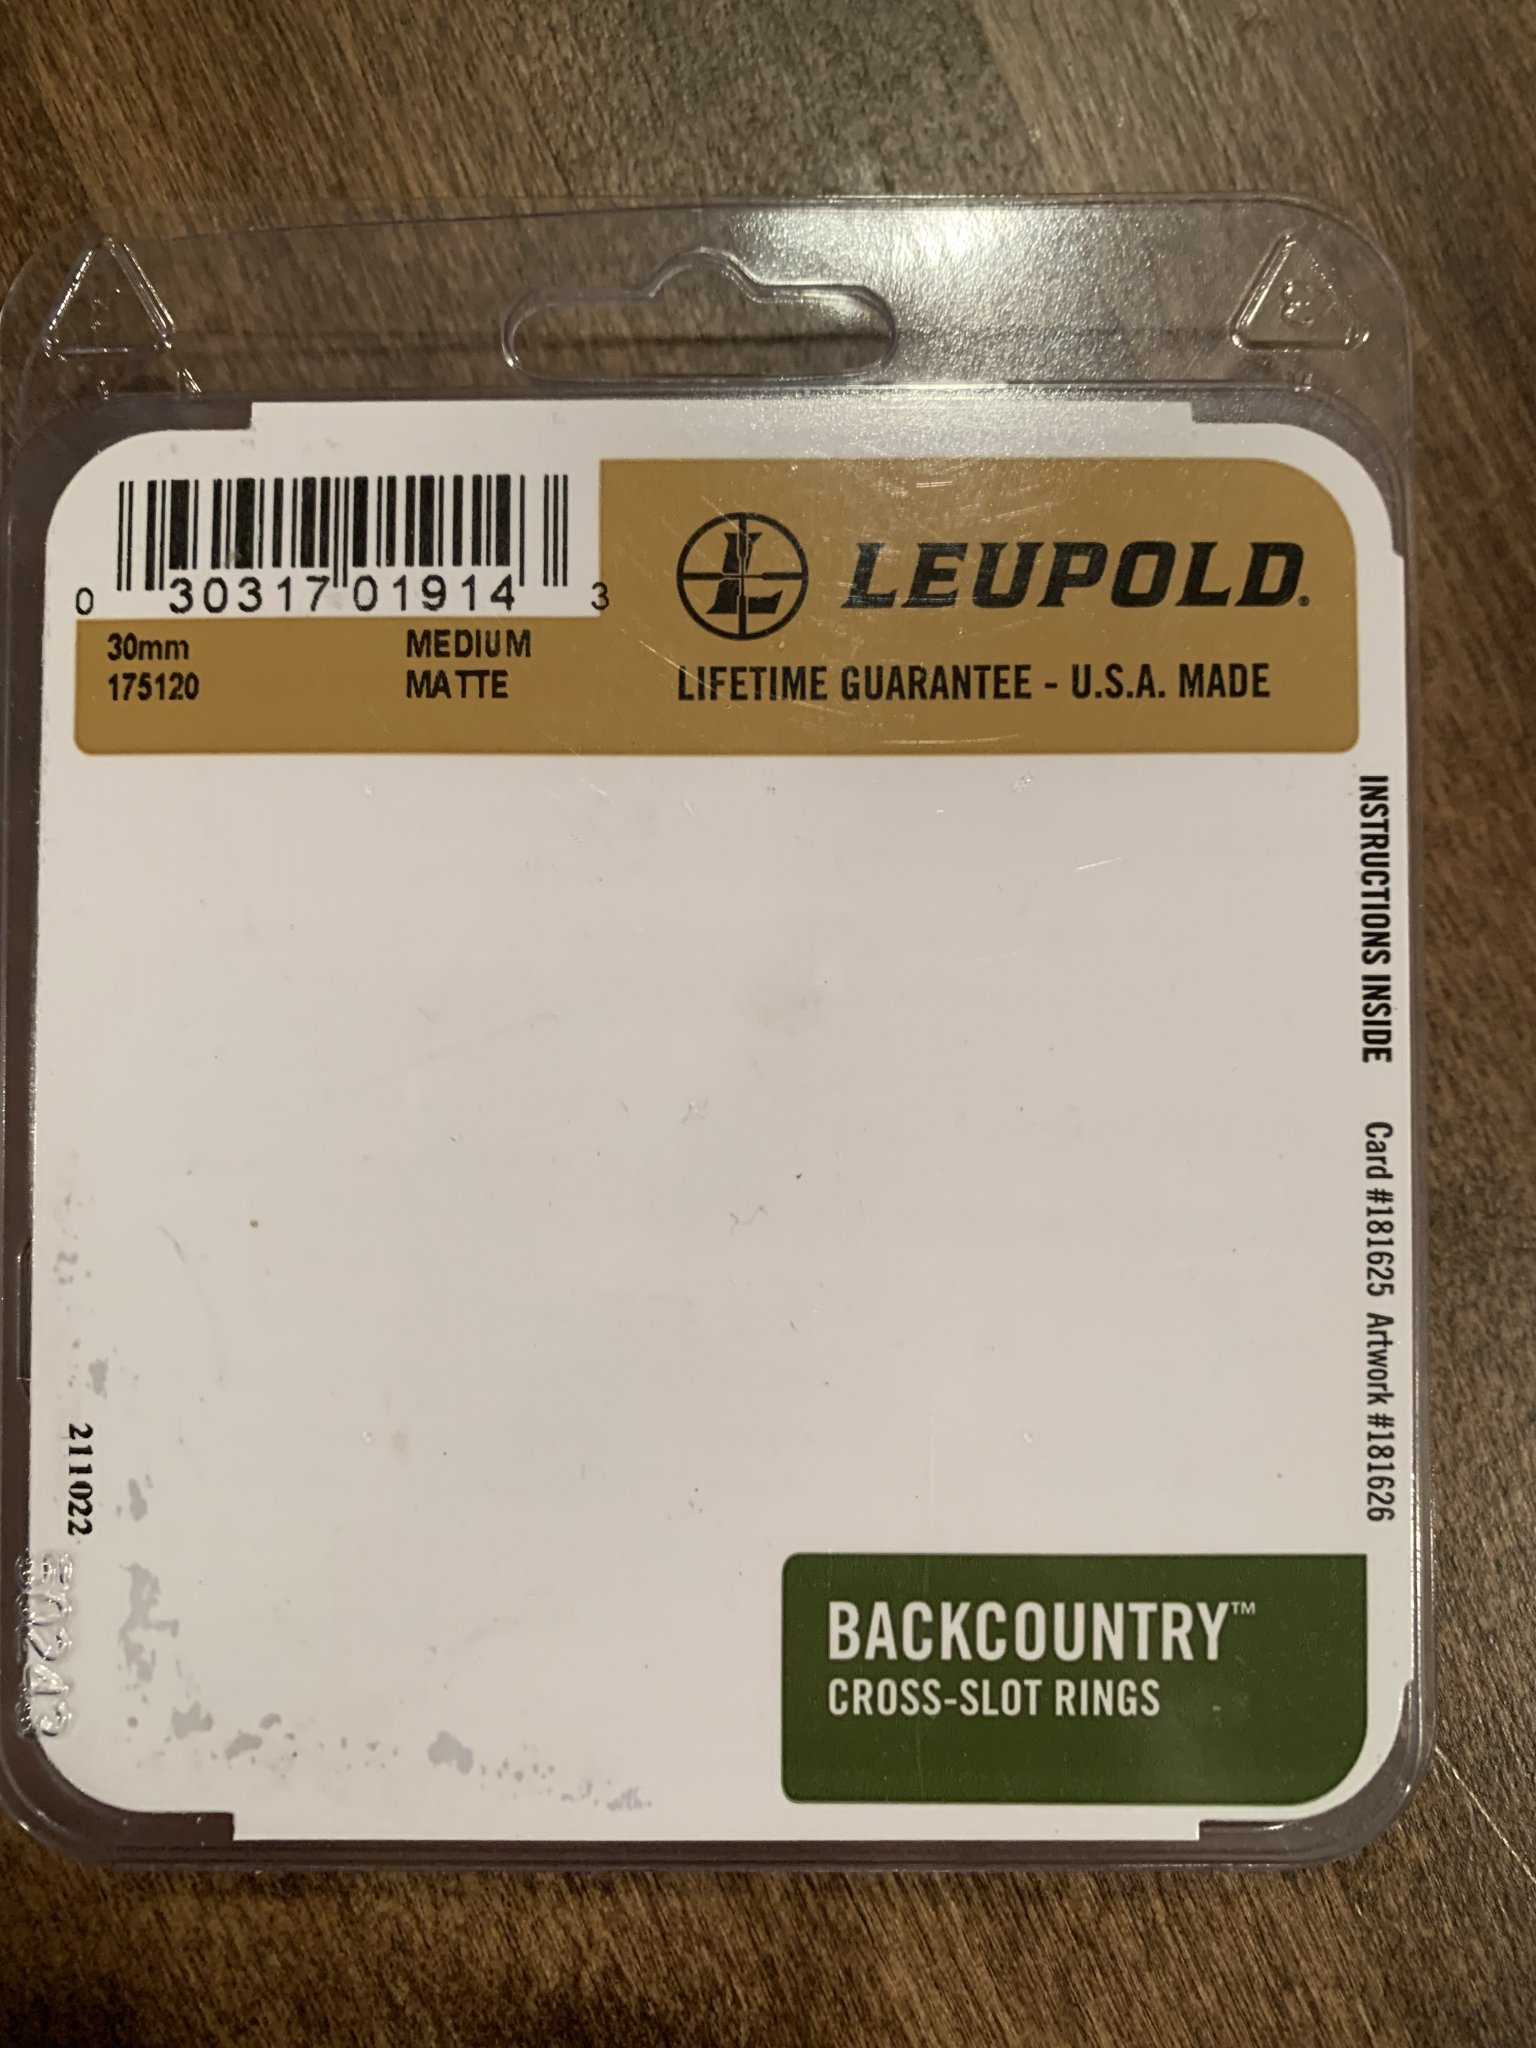 0 30317 01914 3
30mm MEDIUM
175120 MATTE
LEUPOLD®
LIFETIME GUARANTEE - U.S.A. MADE
INSTRUCTIONS INSIDE Card #181625 Artwork #181626
211022
BACKCOUNTRY™
CROSS-SLOT RINGS